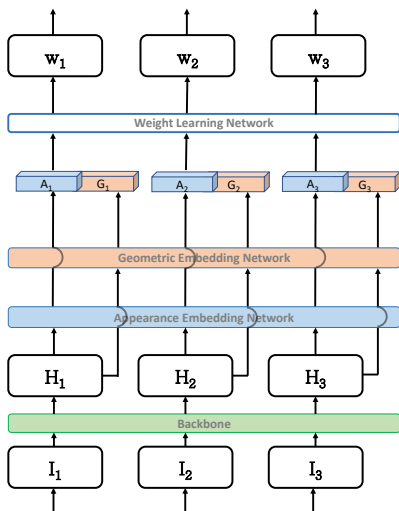 w1 w2 w3
Weight Learning Network
A1 G1 A2 G2 A3 G3
Geometric Embedding Network
Appearance Embedding Network
H1 H2 H3
Backbone
I1 I2 I3